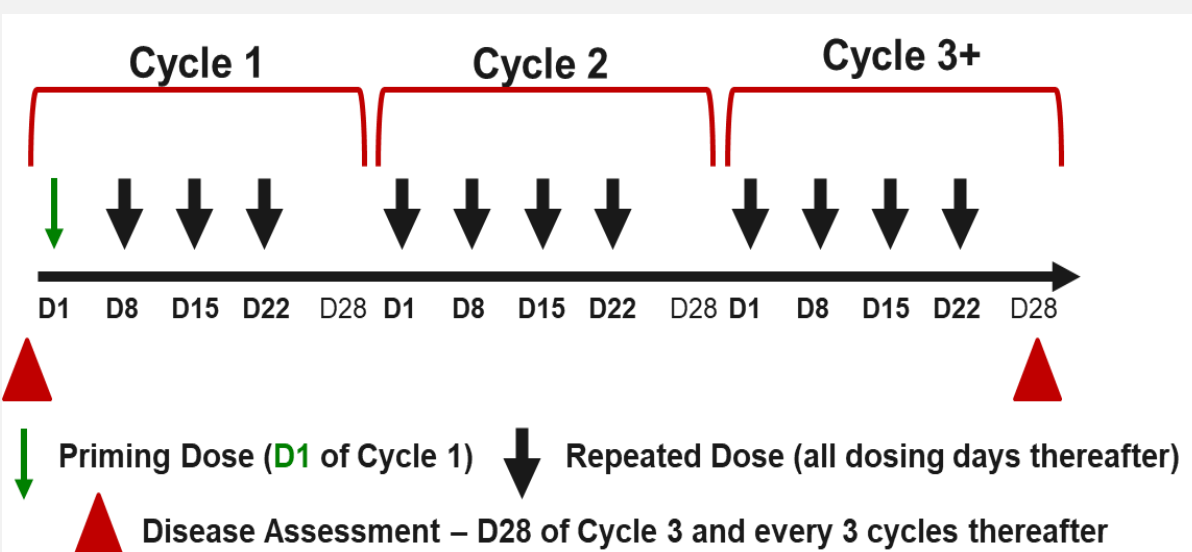 Cycle 1 Cycle 2 Cycle 3+
D1 D8 D15 D22 D28 D1 D8 D15 D22 D28 D1 D8 D15 D22 D28
Priming Dose (D1 of Cycle 1) Repeated Dose (all dosing days thereafter)
Disease Assessment – D28 of Cycle 3 and every 3 cycles thereafter